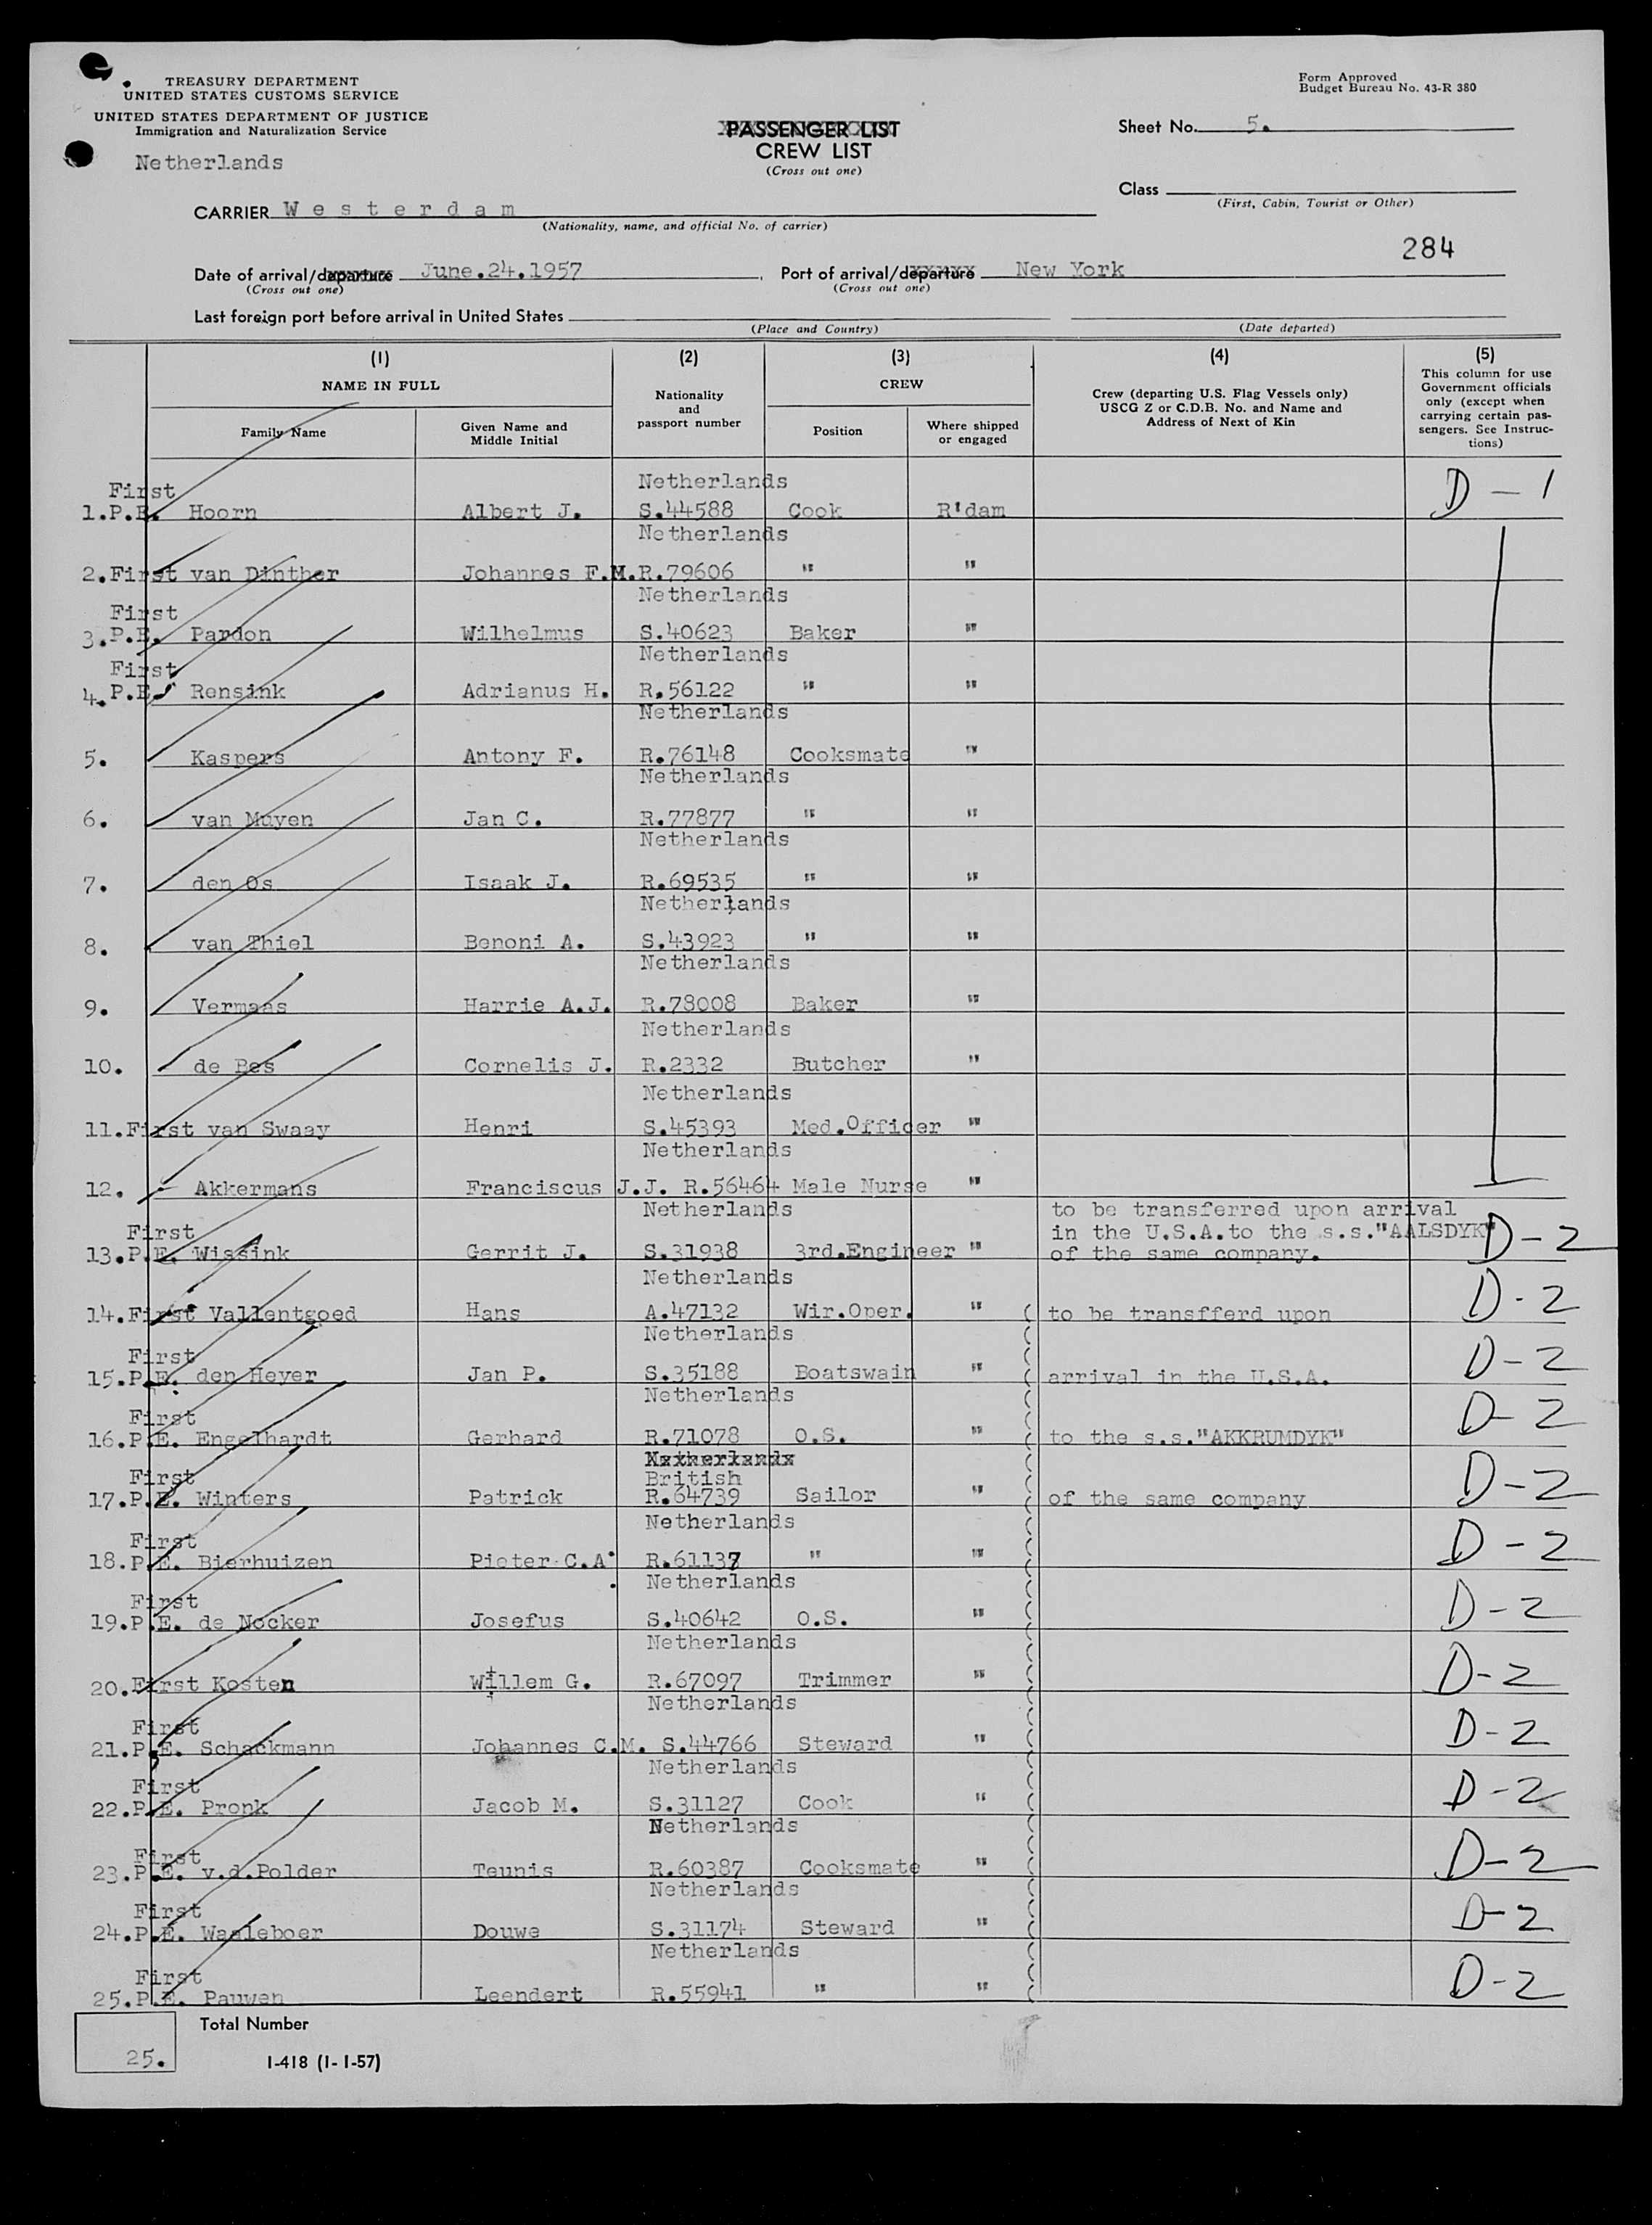 TREASURY DEPARTMENT
UNITED STATES CUSTOMS SERVICE
UNITED STATES DEPARTMENT OF JUSTICE
Immigration and Naturalization Service
Netherlands
Form Approved
Budget Bureau No. 43-R 380
PASSENGER LIST
CREW LIST
(Cross out one)
Sheet No. 5.
Class
(First, Cabin, Tourist or Other)
CARRIER Westerdam
(Nationality, name, and official No. of carrier)
284
Date of arrival/departure June.24.1957 Port of arrival/departure New York
(Cross out one) (Cross out one)
Last foreign port before arrival in United States
(Place and Country) (Date departed)
(1) (2) (3) (4) (5)
NAME IN FULL
Family Name
Given Name and
Middle Initial
Nationality
and
passport number
CREW
Position
Where shipped
or engaged
Crew (departing U.S. Flag Vessels only)
USCG Z or C.D.B. No. and Name and
Address of Next of Kin
This column for use
Government officials
only (except when
carrying certain pas-
sengers. See Instruc-
tions)
First Netherlands
1.P.E. Hoorn Albert J. S.44588 Cook R'dam D-1
Netherlands
2.First van Dinther Johannes F.M. R.79606 " "
First Netherlands
3.P.E. Pardon Wilhelmus S.40623 Baker "
First Netherlands
4.P.E. Rensink Adrianus H. R.56122 " "
Netherlands
5. Kaspers Antony F. R.76148 Cooksmate "
Netherlands
6. van Moyen Jan C. R.77877 " "
Netherlands
7. den Os Isaak J. R.69535 " "
Netherlands
8. van Thiel Benoni A. S.43923 " "
Netherlands
9. Vermaas Harrie A.J. R.78008 Baker "
Netherlands
10. de Bes Cornelis J. R.2332 Butcher "
Netherlands
11.First van Swaay Henri S.45393 Med.Officer "
Netherlands
12. Akkermans Franciscus J.J. R.56464 Male Nurse "
Netherlands to be transferred upon arrival
First in the U.S.A.to the s.s."AALSDYK"
13.P.E. Wissink Gerrit J. S.31938 3rd.Engineer " of the same company. D-2
Netherlands
14.First Vallentgoed Hans A.47132 Wir.Oper. " to be transfferd upon D-2
First Netherlands
15.P.E. den Heyer Jan P. S.35188 Boatswain " arrival in the U.S.A. D-2
First Netherlands
16.P.E. Engelhardt Gerhard R.71078 O.S. " to the s.s."AKKRUMDYK" D-2
Netherlands
First British
17.P.E. Winters Patrick R.64739 Sailor " of the same company D-2
First Netherlands
18.P.E. Bierhuizen Pieter C.A. R.61137 " " D-2
First Netherlands
19.P.E. de Nocker Josefus S.40642 O.S. " D-2
Netherlands
20.First Kosten Willem G. R.67097 Trimmer " D-2
First Netherlands
21.P.E. Schackmann Johannes C.M. S.44766 Steward " D-2
First Netherlands
22.P.E. Pronk Jacob M. S.31127 Cook " D-2
First Netherlands
23.P.E. v.d.Polder Teunis R.60387 Cooksmate " D-2
First Netherlands
24.P.E. Waaleboer Douwe S.31174 Steward " D-2
First Netherlands
25.P.E. Pauwen Leendert R.55941 " " D-2
Total Number
25.
I-418 (1-1-57)